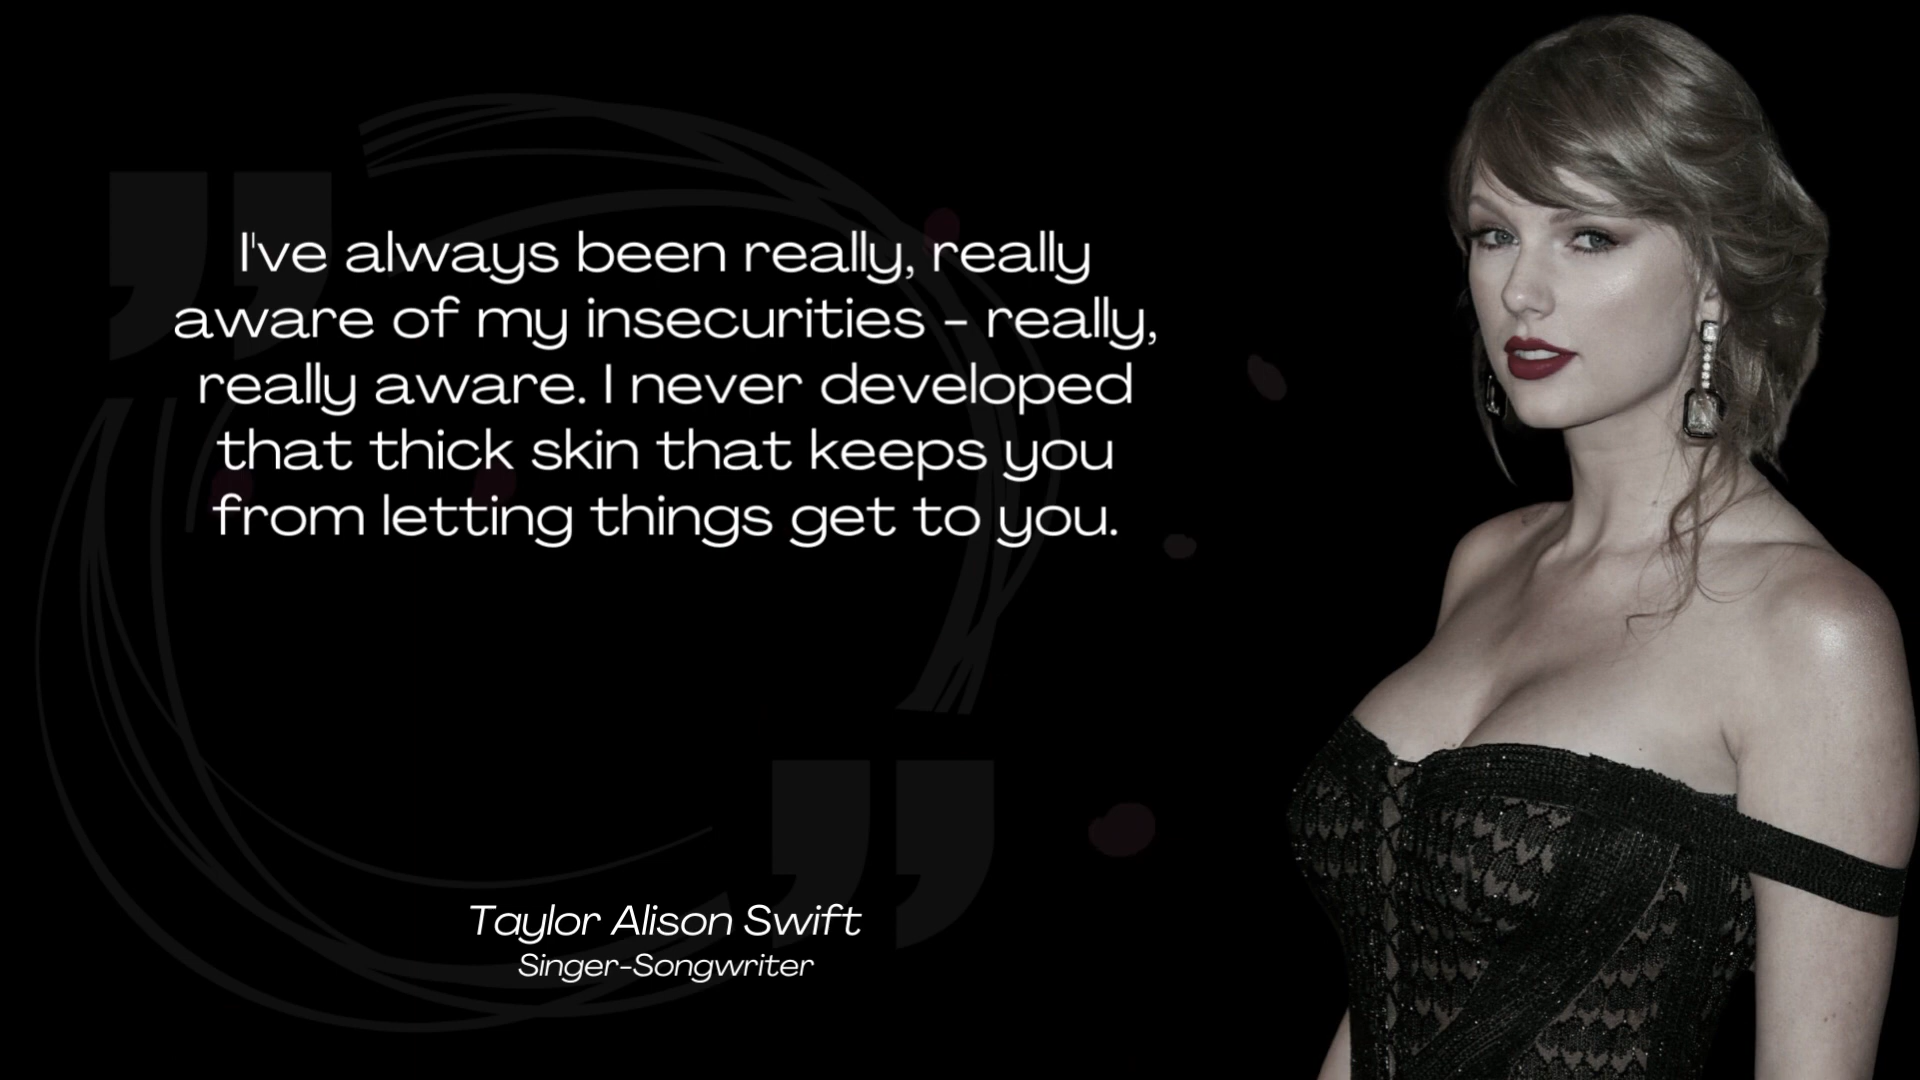 I've always been really, really
aware of my insecurities - really,
really aware. I never developed
that thick skin that keeps you
from letting things get to you.
Taylor Alison Swift
Singer-Songwriter